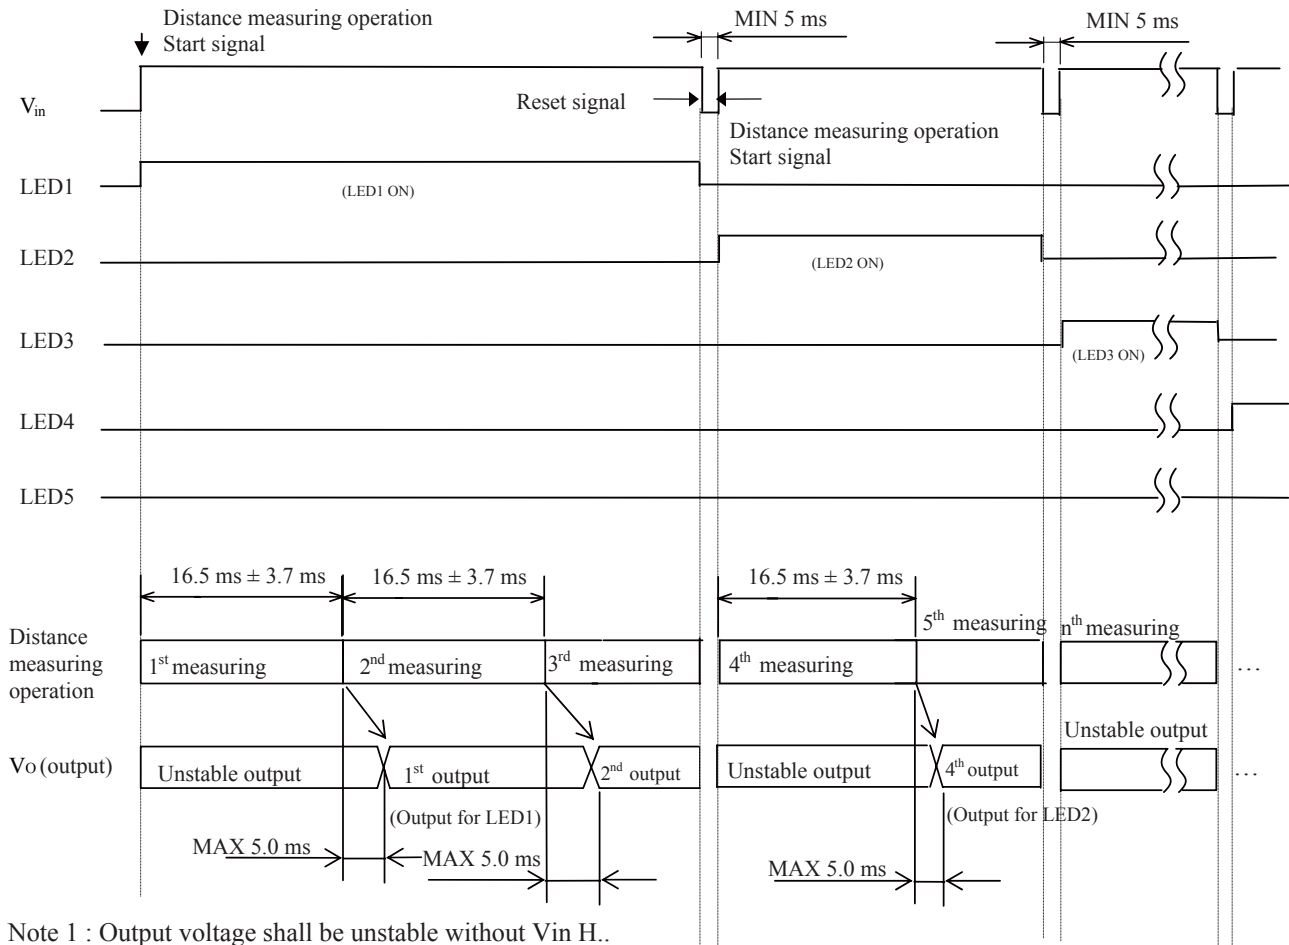 Distance measuring operation
Start signal
MIN 5 ms
MIN 5 ms
Vin
Reset signal
Distance measuring operation
Start signal
LED1
(LED1 ON)
LED2
(LED2 ON)
LED3
(LED3 ON)
LED4
LED5
16.5 ms ± 3.7 ms
16.5 ms ± 3.7 ms
16.5 ms ± 3.7 ms
Distance
measuring
operation
1st measuring
2nd measuring
3rd measuring
4th measuring
5th measuring
nth measuring
...
Vo (output)
Unstable output
1st output
2nd output
Unstable output
4th output
Unstable output
...
(Output for LED1)
(Output for LED2)
MAX 5.0 ms
MAX 5.0 ms
MAX 5.0 ms
Note 1 : Output voltage shall be unstable without Vin H..